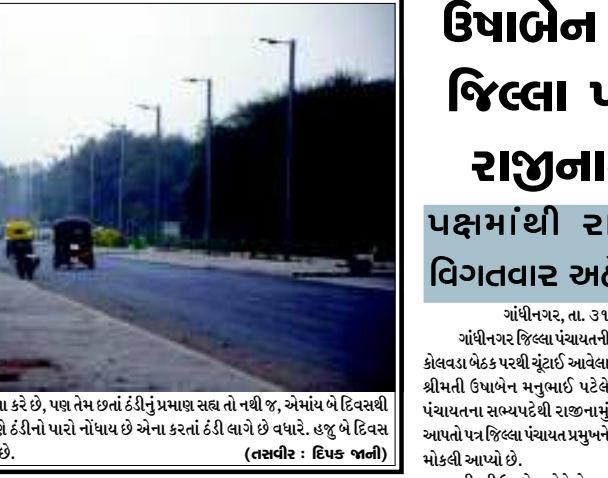 કરે છે, પણ તેમ છતાં ઠંડીનું પ્રમાણ સહ્ય તો નથી જ, એમાંય બે દિવસથી
ઠંડીનો પારો નોંધાય છે એના કરતાં ઠંડી લાગે છે વધારે. હજુ બે દિવસ
છે.
(તસવીર : દિપક જાની)
ઉષાબેન
જિલ્લા
પક્ષમાંથી
વિગતવાર
ગાંધીનગર, તા. ૩૧
ગાંધીનગર જિલ્લા પંચાયતની
કોલવડા બેઠક પરથી ચૂંટાઈ આવેલા
શ્રીમતી ઉષાબેન મનુભાઈ પટેલે
પંચાયતના સભ્યપદેથી રાજીનામું
આપતો પત્ર જિલ્લા પંચાયત પ્રમુખને
મોકલી આપ્યો છે.